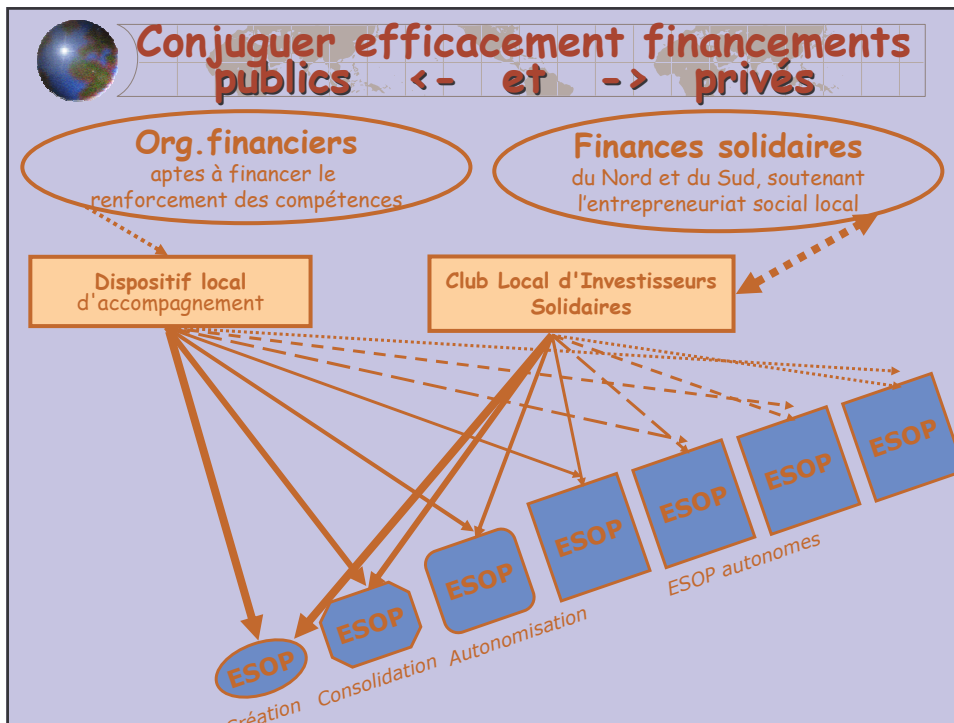 Conjuguer efficacement financements
publics <- et -> privés
Org.financiers
aptes à financer le
renforcement des compétences
Finances solidaires
du Nord et du Sud, soutenant
l'entrepreneuriat social local
Dispositif local
d'accompagnement
Club Local d'Investisseurs
Solidaires
ESOP
ESOP
ESOP
ESOP
ESOP
ESOP
ESOP
Création
Consolidation
Autonomisation
ESOP autonomes